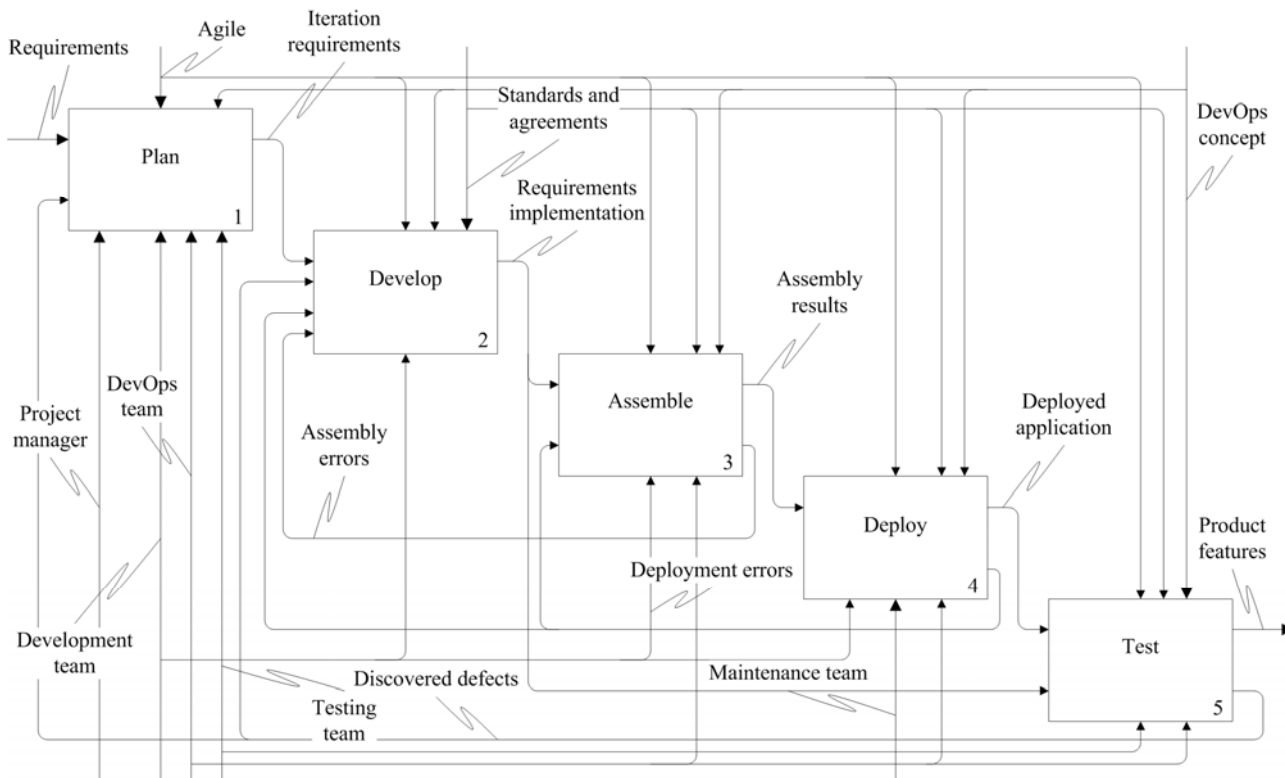 Requirements
Agile
Iteration
requirements
Standards and
agreements
DevOps
concept
Plan
1
Requirements
implementation
Develop
2
Assembly
results
DevOps
team
Project
manager
Assembly
errors
Assemble
3
Deployed
application
Deploy
4
Product
features
Deployment errors
Development
team
Discovered defects
Maintenance team
Testing
team
Test
5